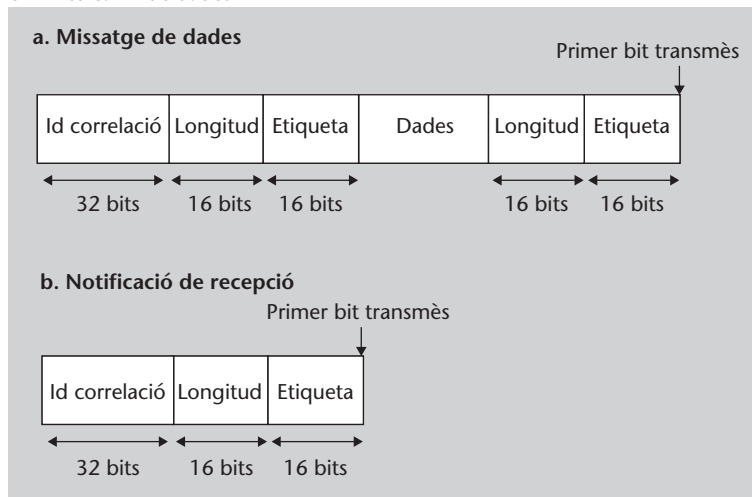 a. Missatge de dades
Primer bit transmès
Id correlació Longitud Etiqueta Dades Longitud Etiqueta
32 bits 16 bits 16 bits 16 bits 16 bits
b. Notificació de recepció
Primer bit transmès
Id correlació Longitud Etiqueta
32 bits 16 bits 16 bits